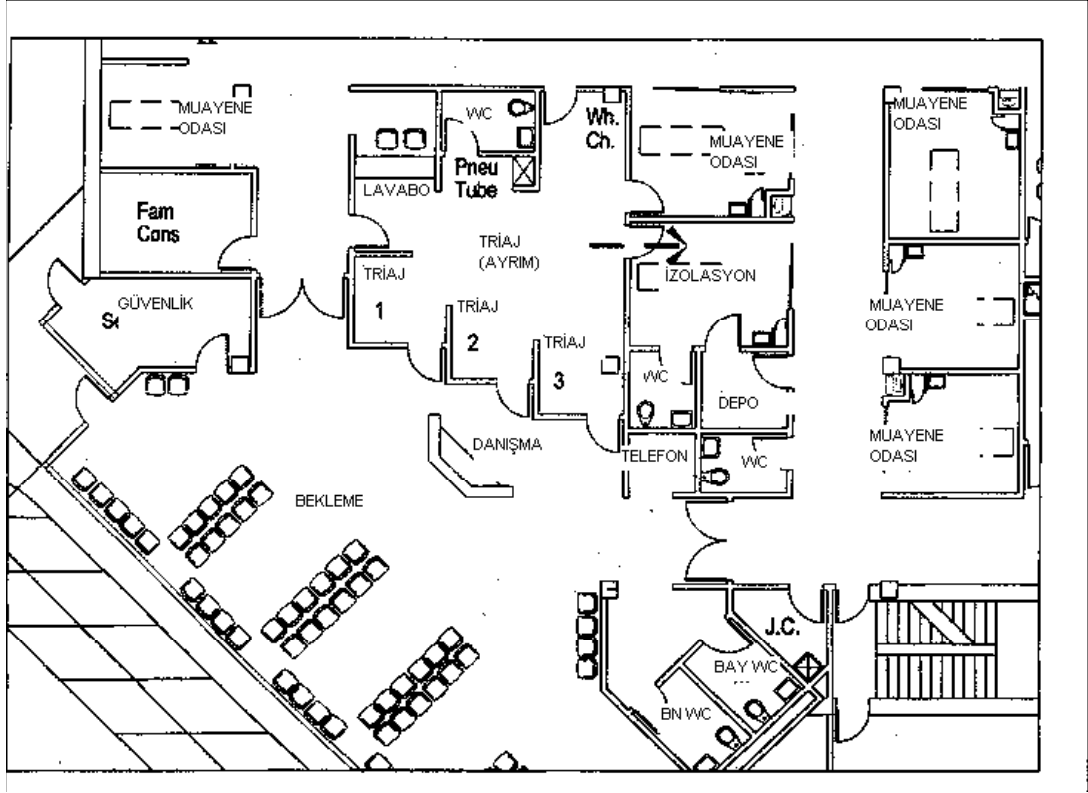 MUAYENE
ODASI
WC
Wh.
Ch.
MUAYENE
ODASI
MUAYENE
ODASI
Pneu
Tube
LAVABO
Fam
Cons
TRİAJ
(AYRIM)
TRİAJ
1
İZOLASYON
GÜVENLİK
TRİAJ
2
MUAYENE
ODASI
TRİAJ
3
WC
DEPO
DANIŞMA
TELEFON
WC
MUAYENE
ODASI
BEKLEME
J.C.
BAY WC
BN WC